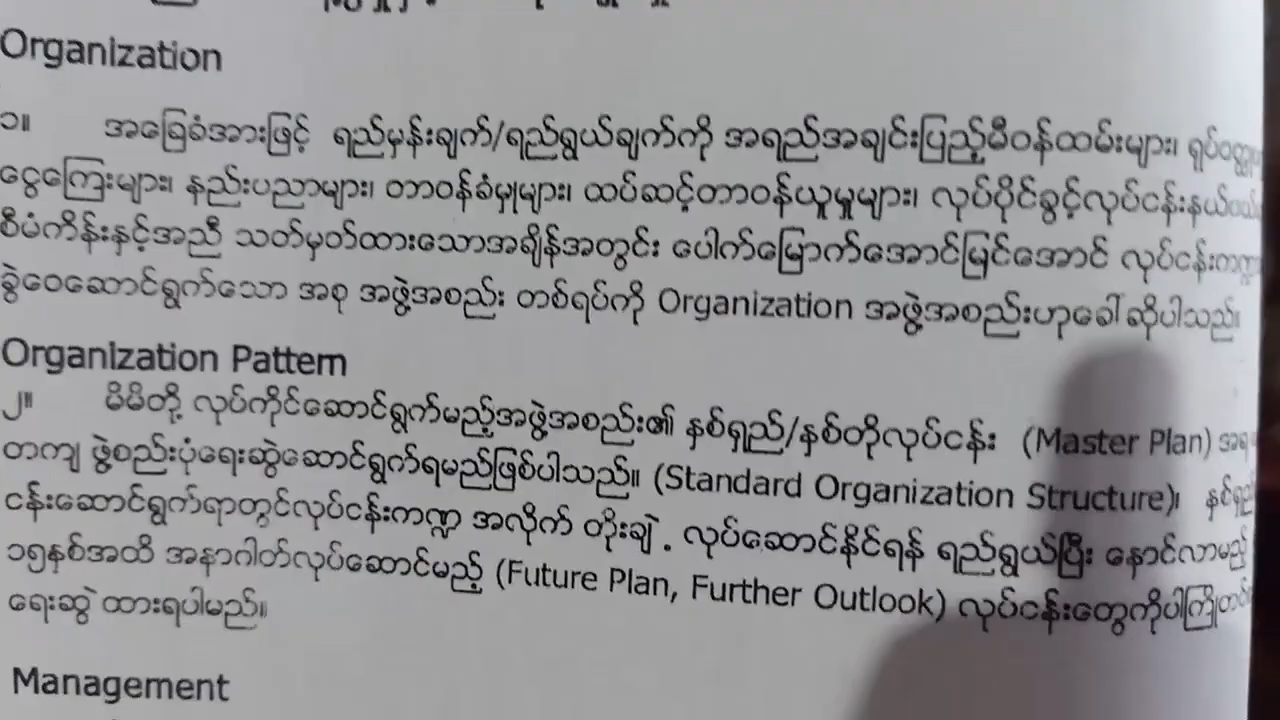 Organization
၁။ အခြေခံအားဖြင့် ရည်မှန်းချက်/ရည်ရွယ်ချက်ကို အရည်အချင်းပြည့်မီဝန်ထမ်းများ၊
ငွေကြေးများ၊ နည်းပညာများ၊ တာဝန်ခံမှုများ၊ ထပ်ဆင့်တာဝန်ယူမှုများ၊ လုပ်ပိုင်ခွင့်လုပ်ငန်းနယ်ပယ်
စီမံကိန်းနှင့်အညီ သတ်မှတ်ထားသောအချိန်အတွင်း ပေါက်မြောက်အောင်မြင်အောင် လုပ်ငန်းကဏ္ဍ
ခွဲဝေဆောင်ရွက်သော အစု အဖွဲ့အစည်း တစ်ရပ်ကို Organization အဖွဲ့အစည်းဟုခေါ်ဆိုပါသည်။
Organization Pattern
၂။ မိမိတို့ လုပ်ကိုင်ဆောင်ရွက်မည့်အဖွဲ့အစည်း၏ နှစ်ရှည်/နှစ်တိုလုပ်ငန်း (Master Plan)
တကျ ဖွဲ့စည်းပုံရေးဆွဲဆောင်ရွက်ရမည်ဖြစ်ပါသည်။ (Standard Organization Structure)၊
ငန်းဆောင်ရွက်ရာတွင်လုပ်ငန်းကဏ္ဍ အလိုက် တိုးချဲ့ လုပ်ဆောင်နိုင်ရန် ရည်ရွယ်ပြီး နောင်လာမည့်
၁၅နှစ်အထိ အနာဂါတ်လုပ်ဆောင်မည့် (Future Plan, Further Outlook) လုပ်ငန်းတွေကိုပါကြိုတင်
ရေးဆွဲ ထားရပါမည်။
Management